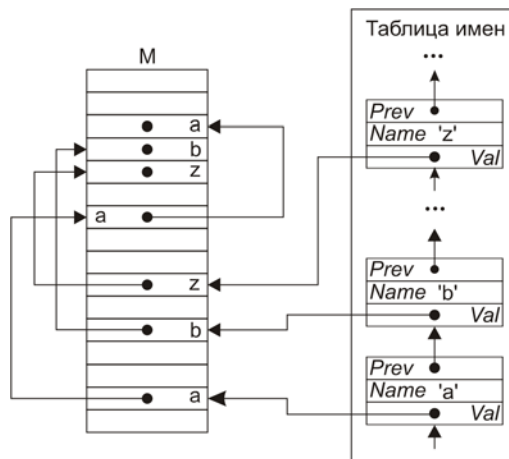 Таблица имен
...
M
Prev
Name 'z'
Val
a
b
z
a
...
Prev
Name 'b'
Val
z
b
Prev
Name 'a'
Val
a